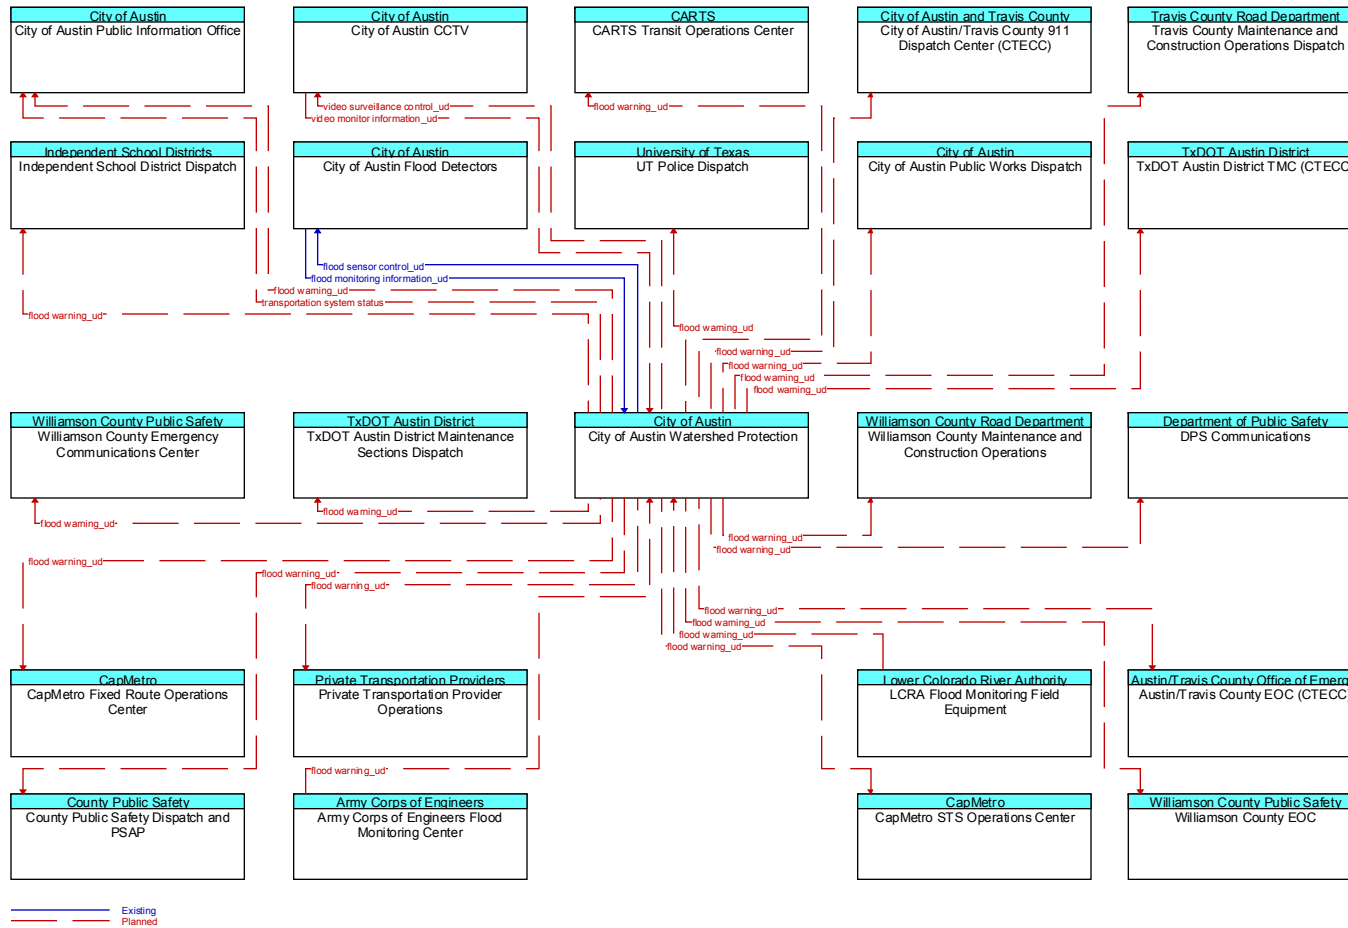 City of Austin
City of Austin Public Information Office
City of Austin
City of Austin CCTV
CARTS
CARTS Transit Operations Center
City of Austin and Travis County
City of Austin/Travis County 911
Dispatch Center (CTECC)
Travis County Road Department
Travis County Maintenance and
Construction Operations Dispatch
video surveillance control_ud
video monitor information_ud
flood warning_ud
Independent School Districts
Independent School District Dispatch
City of Austin
City of Austin Flood Detectors
University of Texas
UT Police Dispatch
City of Austin
City of Austin Public Works Dispatch
TxDOT Austin District
TxDOT Austin District TMC (CTECC
flood sensor control_ud
flood monitoring information_ud
flood warning_ud
transportation system status
flood warning_ud
flood warning_ud
flood warning_ud
flood warning_ud
flood warning_ud
flood warning_ud
Williamson County Public Safety
Williamson County Emergency
Communications Center
TxDOT Austin District
TxDOT Austin District Maintenance
Sections Dispatch
City of Austin
City of Austin Watershed Protection
Williamson County Road Department
Williamson County Maintenance and
Construction Operations
Department of Public Safety
DPS Communications
flood warning_ud
flood warning_ud
flood warning_ud
flood warning_ud
flood warning_ud
flood warning_ud
flood warning_ud
flood warning_ud
flood warning_ud
flood warning_ud
flood warning_ud
CapMetro
CapMetro Fixed Route Operations
Center
Private Transportation Providers
Private Transportation Provider
Operations
Lower Colorado River Authority
LCRA Flood Monitoring Field
Equipment
Austin/Travis County Office of Emerg
Austin/Travis County EOC (CTECC)
flood warning_ud
County Public Safety
County Public Safety Dispatch and
PSAP
Army Corps of Engineers
Army Corps of Engineers Flood
Monitoring Center
CapMetro
CapMetro STS Operations Center
Williamson County Public Safety
Williamson County EOC
Existing
Planned